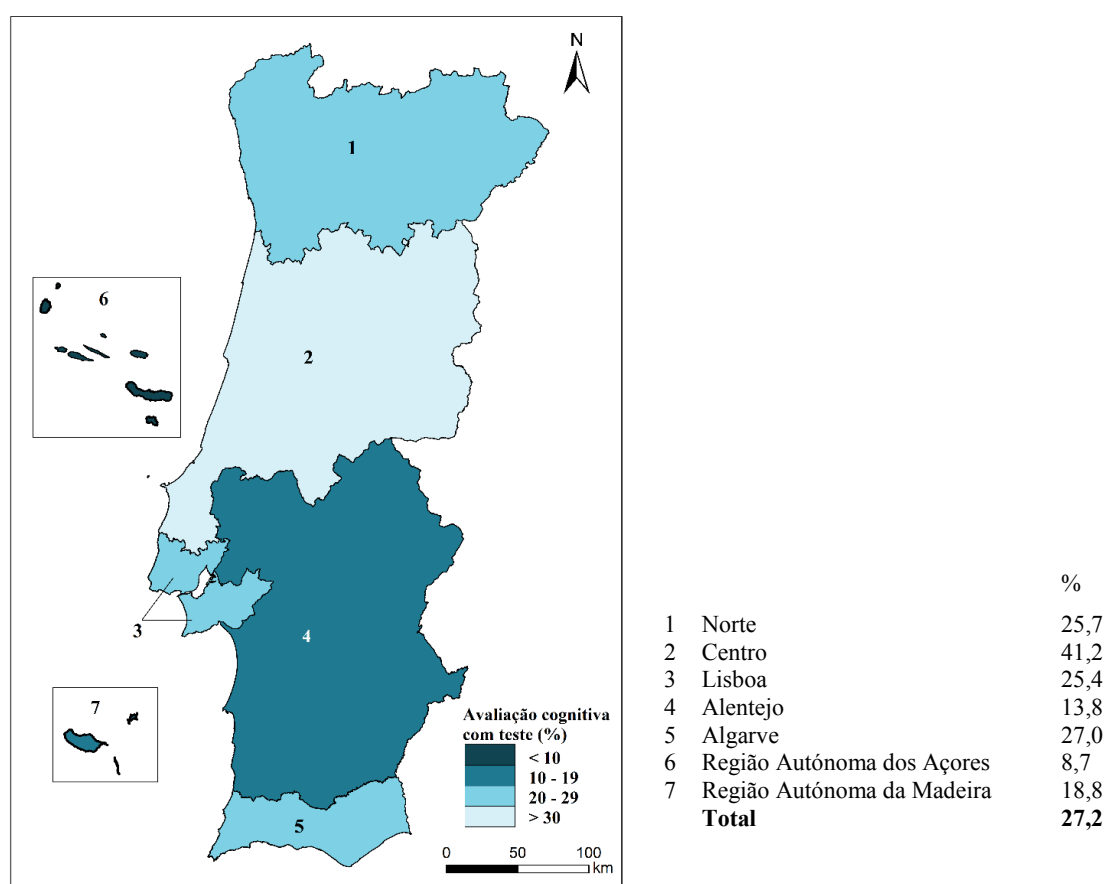 N
1
6
2
3
4
7
5
Avaliação cognitiva
com teste (%)
< 10
10 - 19
20 - 29
> 30
0 50 100
km
%
1 Norte 25,7
2 Centro 41,2
3 Lisboa 25,4
4 Alentejo 13,8
5 Algarve 27,0
6 Região Autónoma dos Açores 8,7
7 Região Autónoma da Madeira 18,8
Total 27,2